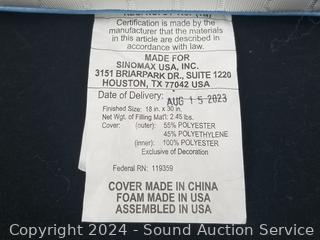 Certification is made by the
manufacturer that the materials
in this article are described in
accordance with law.
MADE FOR
SINOMAX USA, INC.
3151 BRIARPARK DR., SUITE 1220
HOUSTON, TX 77042 USA
Date of Delivery: AUG 15 2023
Finished Size: 18 in. x 30 in.
Net Wgt. of Filling Mat'l: 2.45 lbs.
Cover: (outer): 55% POLYESTER
45% POLYETHYLENE
(inner): 100% POLYESTER
Exclusive of Decoration
Federal RN: 119359
COVER MADE IN CHINA
FOAM MADE IN USA
ASSEMBLED IN USA
Copyright 2024 - Sound Auctions